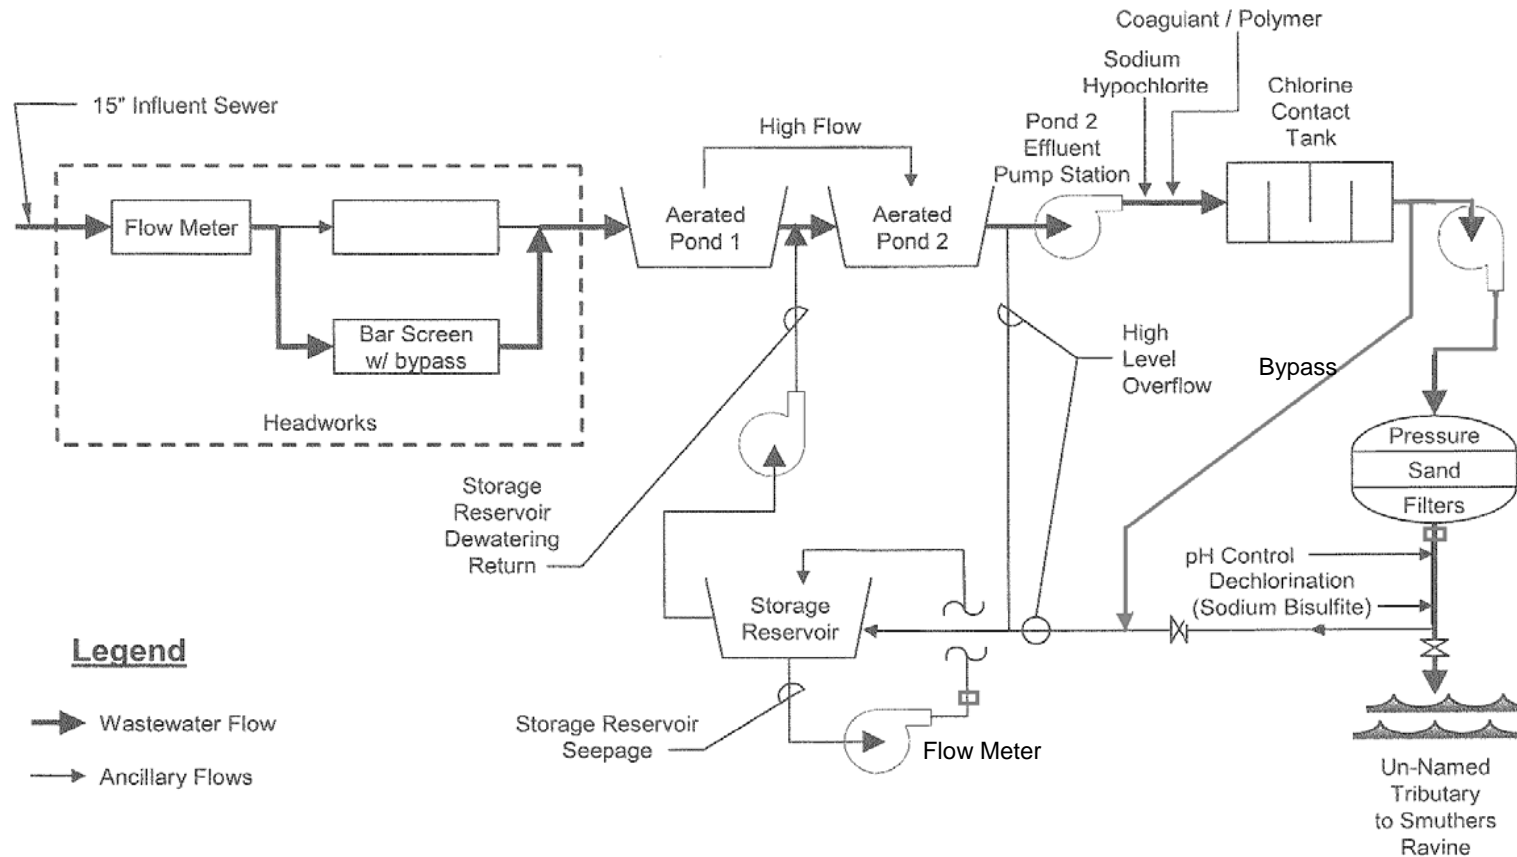 Coagulant / Polymer
Sodium
Hypochlorite
Chlorine
Contact
Tank
15" Influent Sewer
High Flow
Pond 2
Effluent
Pump Station
Flow Meter
Aerated
Pond 1
Aerated
Pond 2
Bar Screen
w/ bypass
Headworks
High
Level
Overflow
Bypass
Pressure
Sand
Filters
Storage
Reservoir
Dewatering
Return
pH Control
Dechlorination
(Sodium Bisulfite)
Storage
Reservoir
Legend
Wastewater Flow
Ancillary Flows
Storage Reservoir
Seepage
Flow Meter
Un-Named
Tributary
to Smuthers
Ravine